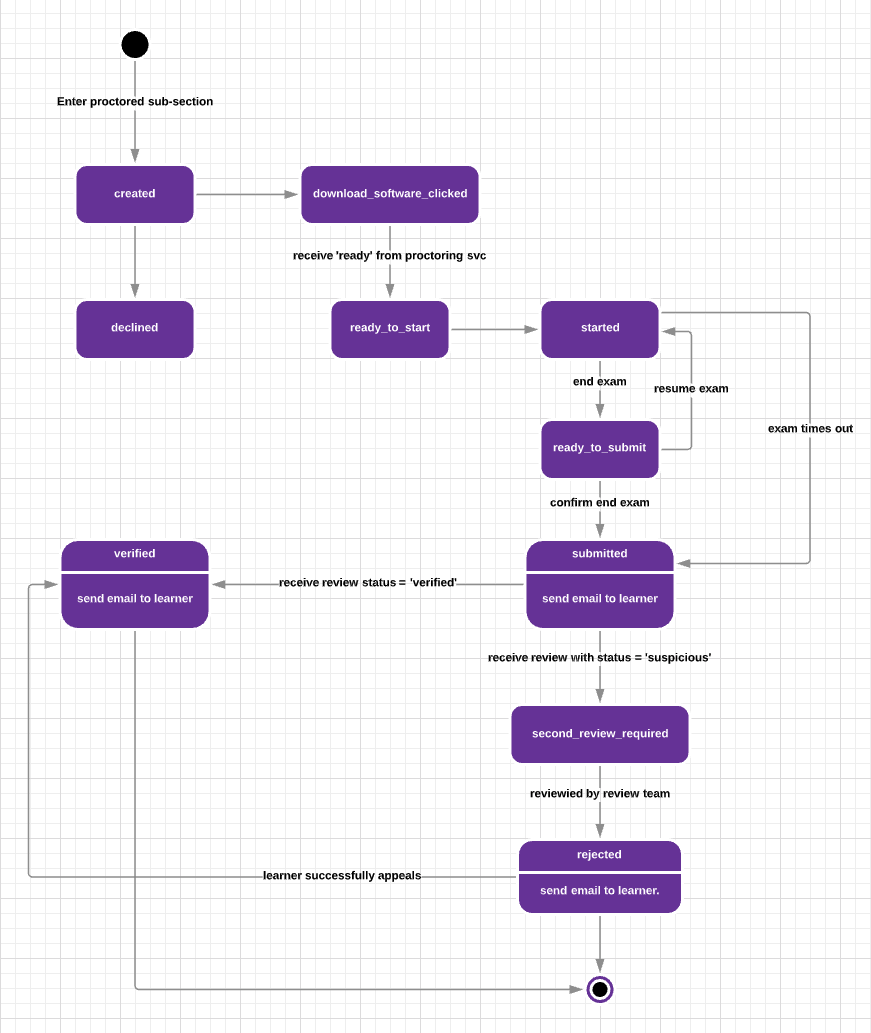 Enter proctored sub-section
created
download_software_clicked
receive 'ready' from proctoring svc
declined
ready_to_start
started
end exam
resume exam
exam times out
ready_to_submit
confirm end exam
verified
send email to learner
receive review status = 'verified'
submitted
send email to learner
receive review with status = 'suspicious'
second_review_required
reviewied by review team
rejected
learner successfully appeals
send email to learner.